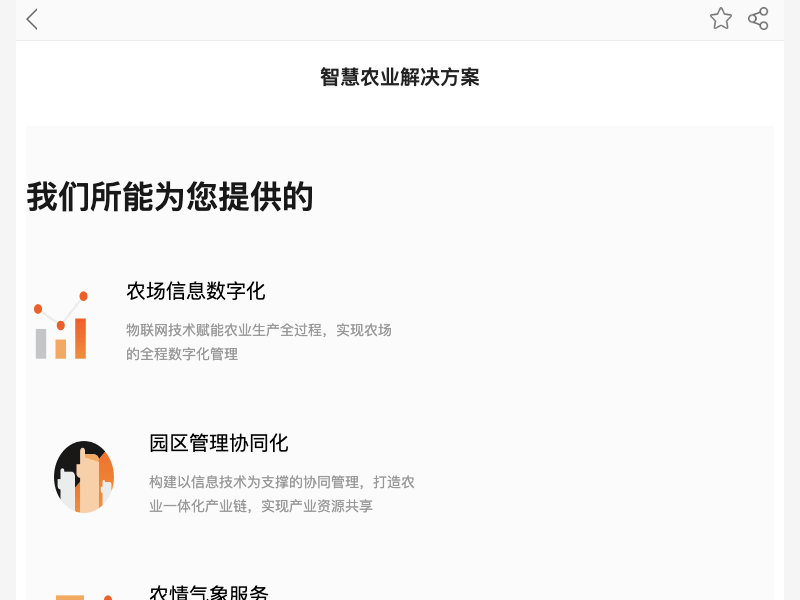 智慧农业解决方案
我们所能为您提供的
农场信息数字化
物联网技术赋能农业生产全过程，实现农场
的全程数字化管理
园区管理协同化
构建以信息技术为支撑的协同管理，打造农
业一体化产业链，实现产业资源共享
农情气象服务